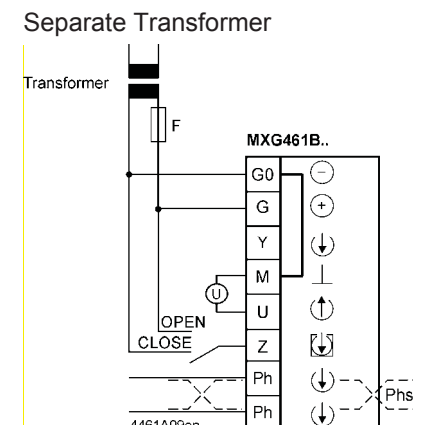 Separate Transformer
Transformer
F
MXG461B..
G0
G
Y
M
U
U
OPEN
CLOSE
Z
Ph
Phs
Ph